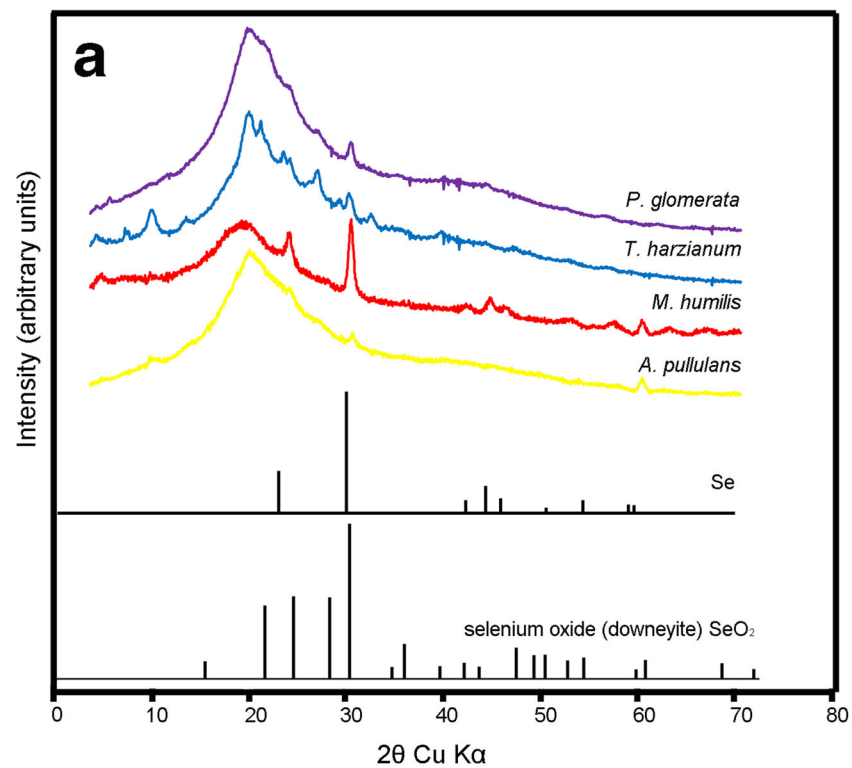 a
Intensity (arbitrary units)
P. glomerata
T. harzianum
M. humilis
A. pullulans
Se
selenium oxide (downeyite) SeO₂
0 10 20 30 40 50 60 70 80
2θ Cu Kα